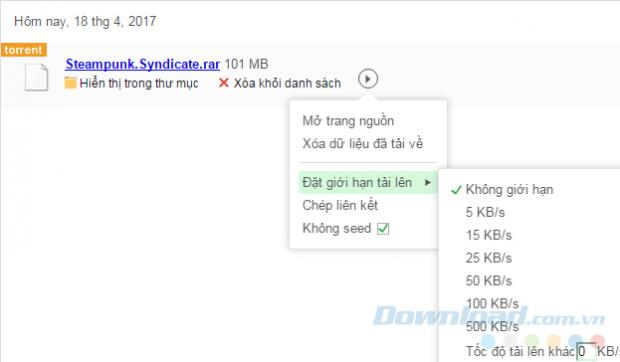 Hôm nay, 18 thg 4, 2017
torrent
Steampunk.Syndicate.rar 101 MB
Hiển thị trong thư mục Xóa khỏi danh sách
Mở trang nguồn
Xóa dữ liệu đã tải về
Đặt giới hạn tải lên
Chép liên kết
Không seed
Không giới hạn
5 KB/s
15 KB/s
25 KB/s
50 KB/s
100 KB/s
500 KB/s
Tốc độ tải lên khác 0 KB/s
Download.com.vn